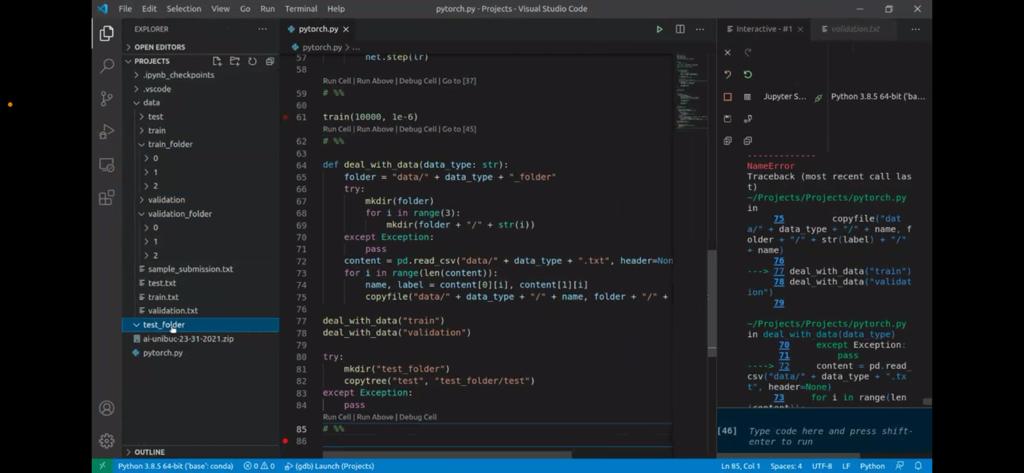 File Edit Selection View Go Run Terminal Help
pytorch.py - Projects - Visual Studio Code
EXPLORER
OPEN EDITORS
PROJECTS
.ipynb_checkpoints
.vscode
data
test
train
train_folder
0
1
2
validation
validation_folder
0
1
2
sample_submission.txt
test.txt
train.txt
validation.txt
test_folder
ai-unibuc-23-31-2021.zip
pytorch.py
OUTLINE
pytorch.py
pytorch.py > ...
57 net.step(lr)
58
Run Cell | Run Above | Debug Cell | Go to [37]
59 # %%
60
61 train(10000, 1e-6)
Run Cell | Run Above | Debug Cell | Go to [45]
62 # %%
63
64 def deal_with_data(data_type: str):
65 folder = "data/" + data_type + "_folder"
66 try:
67 mkdir(folder)
68 for i in range(3):
69 mkdir(folder + "/" + str(i))
70 except Exception:
71 pass
72 content = pd.read_csv("data/" + data_type + ".txt", header=Non
73 for i in range(len(content)):
74 name, label = content[0][i], content[1][i]
75 copyfile("data/" + data_type + "/" + name, folder + "/" +
76
77 deal_with_data("train")
78 deal_with_data("validation")
79
80 try:
81 mkdir("test_folder")
82 copytree("test", "test_folder/test")
83 except Exception:
84 pass
Run Cell | Run Above | Debug Cell
85 # %%
86
Interactive - #1
validation.txt
Jupyter S...
Python 3.8.5 64-bit ('base...
-------------
NameError
Traceback (most recent call las
t)
~/Projects/Projects/pytorch.py
in
75 copyfile("dat
a/" + data_type + "/" + name, f
older + "/" + str(label) + "/"
+ name)
76
---> 77 deal_with_data("train")
78 deal_with_data("validat
ion")
79
~/Projects/Projects/pytorch.py
in deal_with_data(data_type)
70 except Exception:
71 pass
----> 72 content = pd.read_
csv("data/" + data_type + ".tx
t", header=None)
73 for i in range(len
(content)):
[46] Type code here and press shift-
enter to run
Python 3.8.5 64-bit ('base': conda) 0 0 (gdb) Launch (Projects)
Ln 85, Col 1 Spaces: 4 UTF-8 LF Python